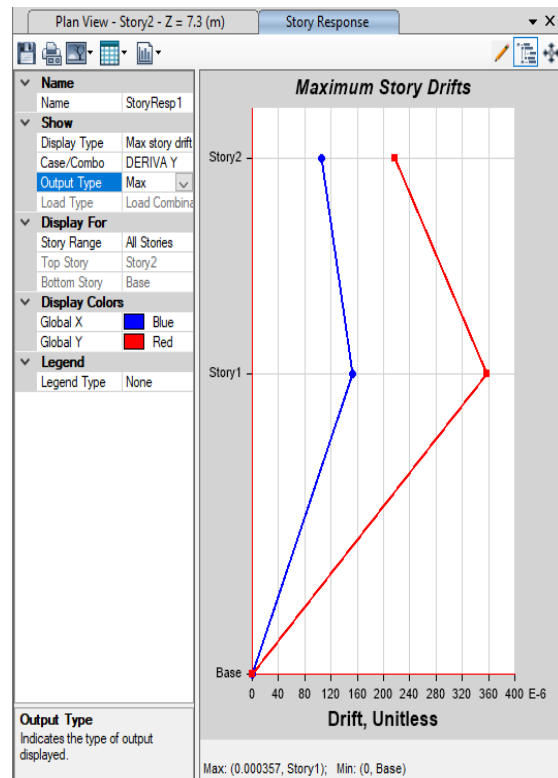 Plan View - Story2 - Z = 7.3 (m)
Story Response
X
Name
Name StoryResp1
Show
Display Type Max story drift
Case/Combo DERIVA Y
Output Type Max
Load Type Load Combina
Display For
Story Range All Stories
Top Story Story2
Bottom Story Base
Display Colors
Global X Blue
Global Y Red
Legend
Legend Type None
Output Type
Indicates the type of output
displayed.
Maximum Story Drifts
Story2
Story1
Base
0 40 80 120 160 200 240 280 320 360 400 E-6
Drift, Unitless
Max: (0.000357, Story1); Min: (0, Base)